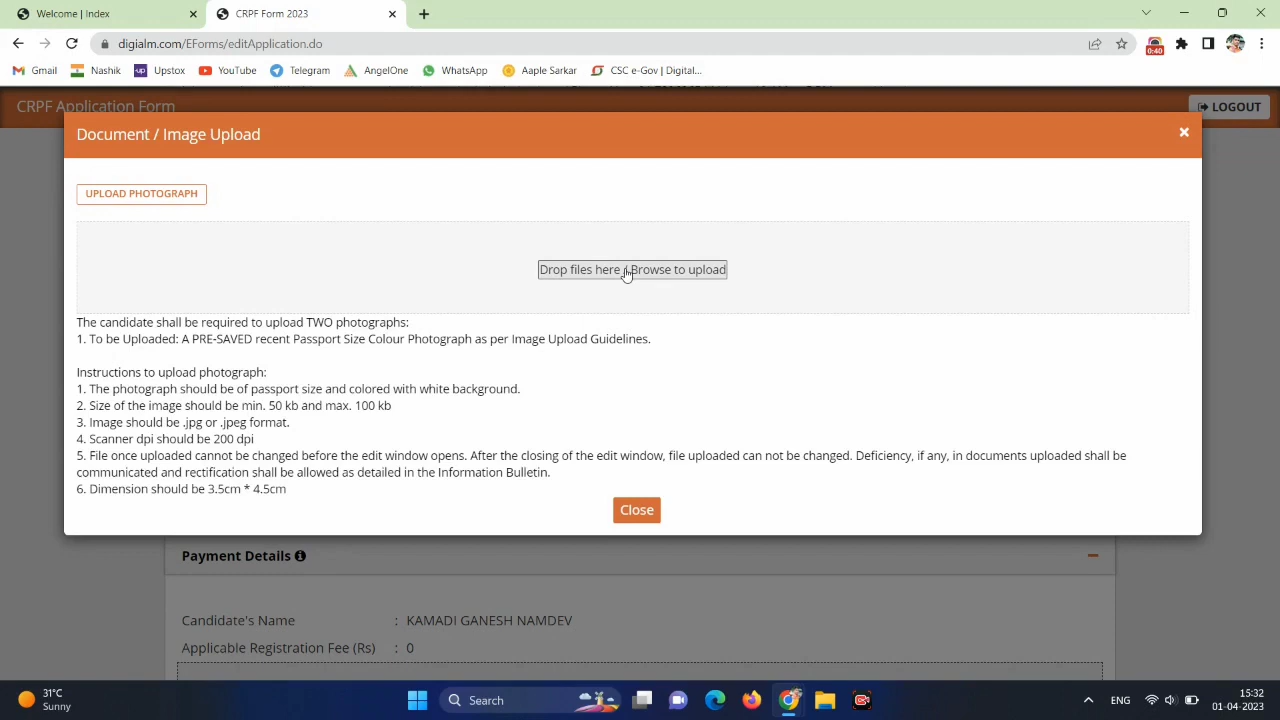 Welcome | Index
CRPF Form 2023
digialm.com/EForms/editApplication.do
0:40
Gmail
Nashik
up
Upstox
YouTube
Telegram
AngelOne
WhatsApp
Aaple Sarkar
CSC e-Gov | Digital...
CRPF Application Form
LOGOUT
Document / Image Upload
UPLOAD PHOTOGRAPH
Drop files here / Browse to upload
The candidate shall be required to upload TWO photographs:
1. To be Uploaded: A PRE-SAVED recent Passport Size Colour Photograph as per Image Upload Guidelines.
Instructions to upload photograph:
1. The photograph should be of passport size and colored with white background.
2. Size of the image should be min. 50 kb and max. 100 kb
3. Image should be .jpg or .jpeg format.
4. Scanner dpi should be 200 dpi
5. File once uploaded cannot be changed before the edit window opens. After the closing of the edit window, file uploaded can not be changed. Deficiency, if any, in documents uploaded shall be
communicated and rectification shall be allowed as detailed in the Information Bulletin.
6. Dimension should be 3.5cm * 4.5cm
Close
Payment Details
Candidate's Name : KAMADI GANESH NAMDEV
Applicable Registration Fee (Rs) : 0
31°C
Sunny
Search
ENG
15:32
01-04-2023